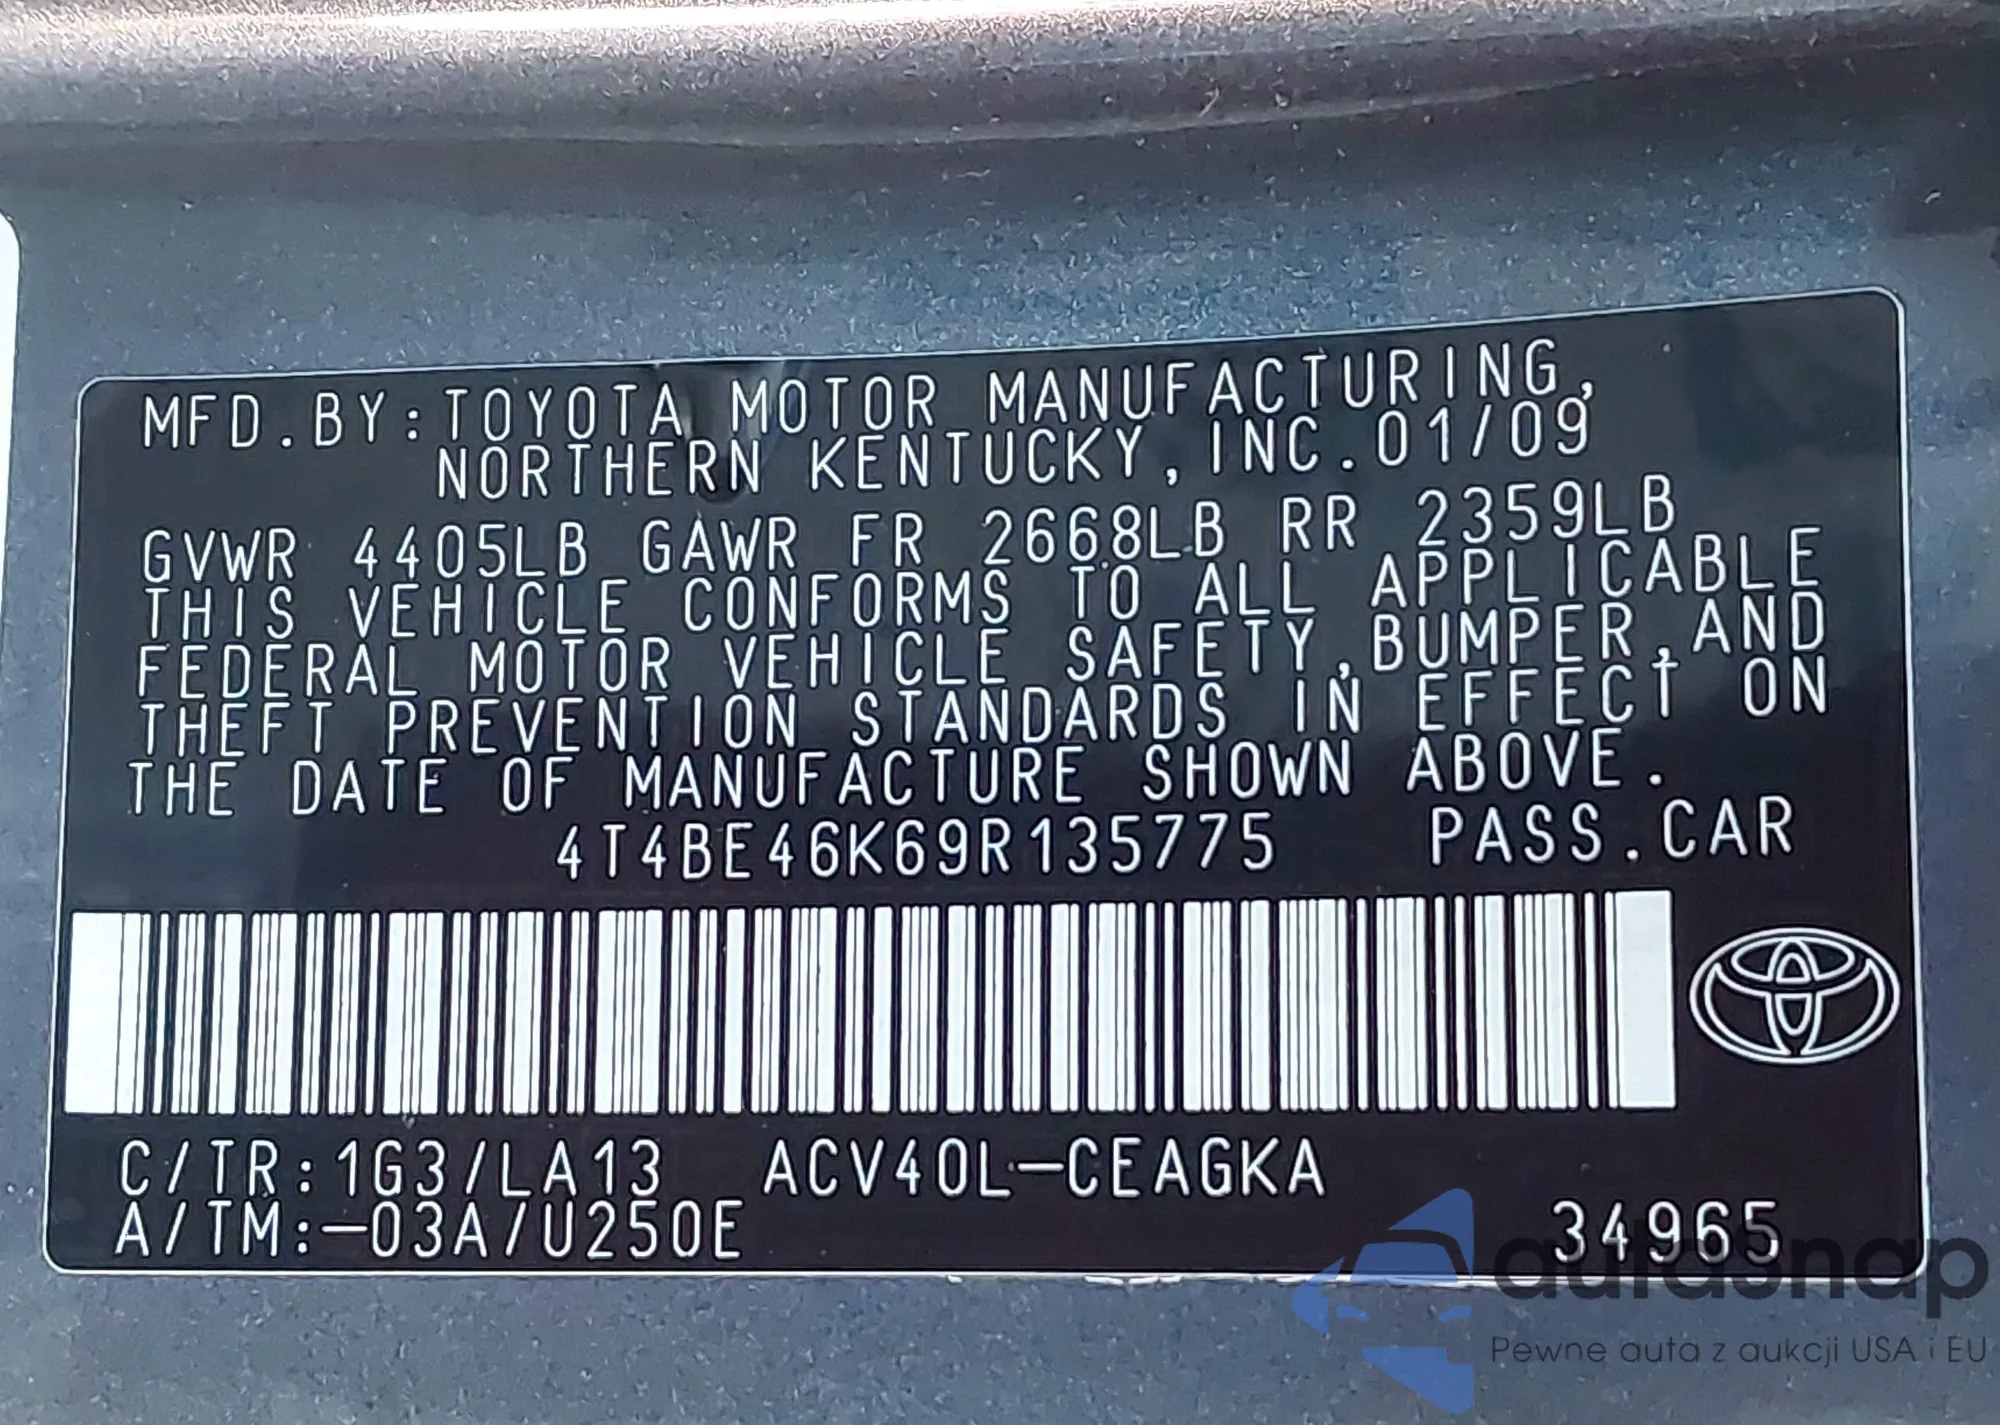 MFD.BY:TOYOTA MOTOR MANUFACTURING,
NORTHERN KENTUCKY,INC.01/09
GVWR 4405LB GAWR FR 2668LB RR 2359LB
THIS VEHICLE CONFORMS TO ALL APPLICABLE
FEDERAL MOTOR VEHICLE SAFETY,BUMPER,AND
THEFT PREVENTION STANDARDS IN EFFECT ON
THE DATE OF MANUFACTURE SHOWN ABOVE.
4T4BE46K69R135775 PASS.CAR
C/TR:1G3/LA13 ACV40L-CEAGKA
A/TM:-03A/U250E 34965
autasnap
Pewne auta z aukcji USA i EU